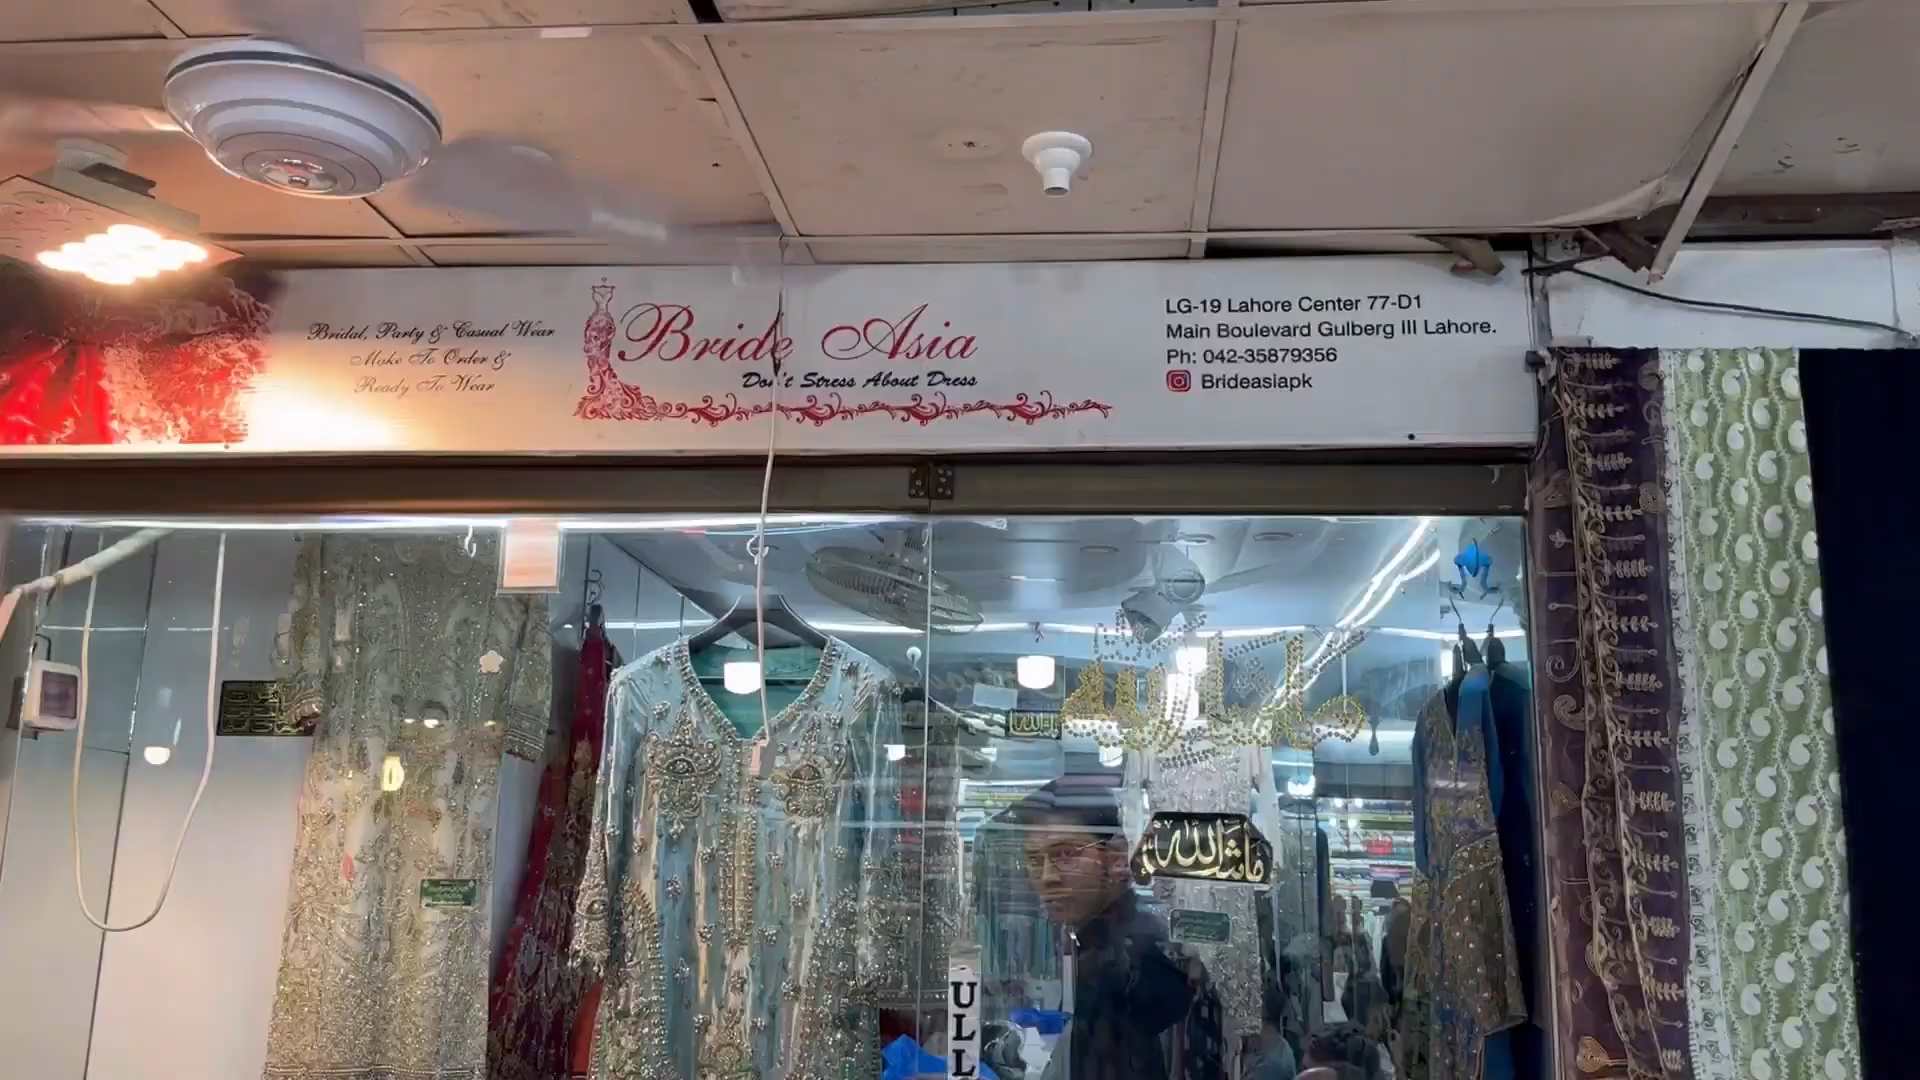 Bridal, Party & Casual Wear
Make To Order &
Ready To Wear
Bride Asia
Don't Stress About Dress
LG-19 Lahore Center 77-D1
Main Boulevard Gulberg III Lahore.
Ph: 042-35879356
Brideasiapk
ماشاءالله
ماشاءالله